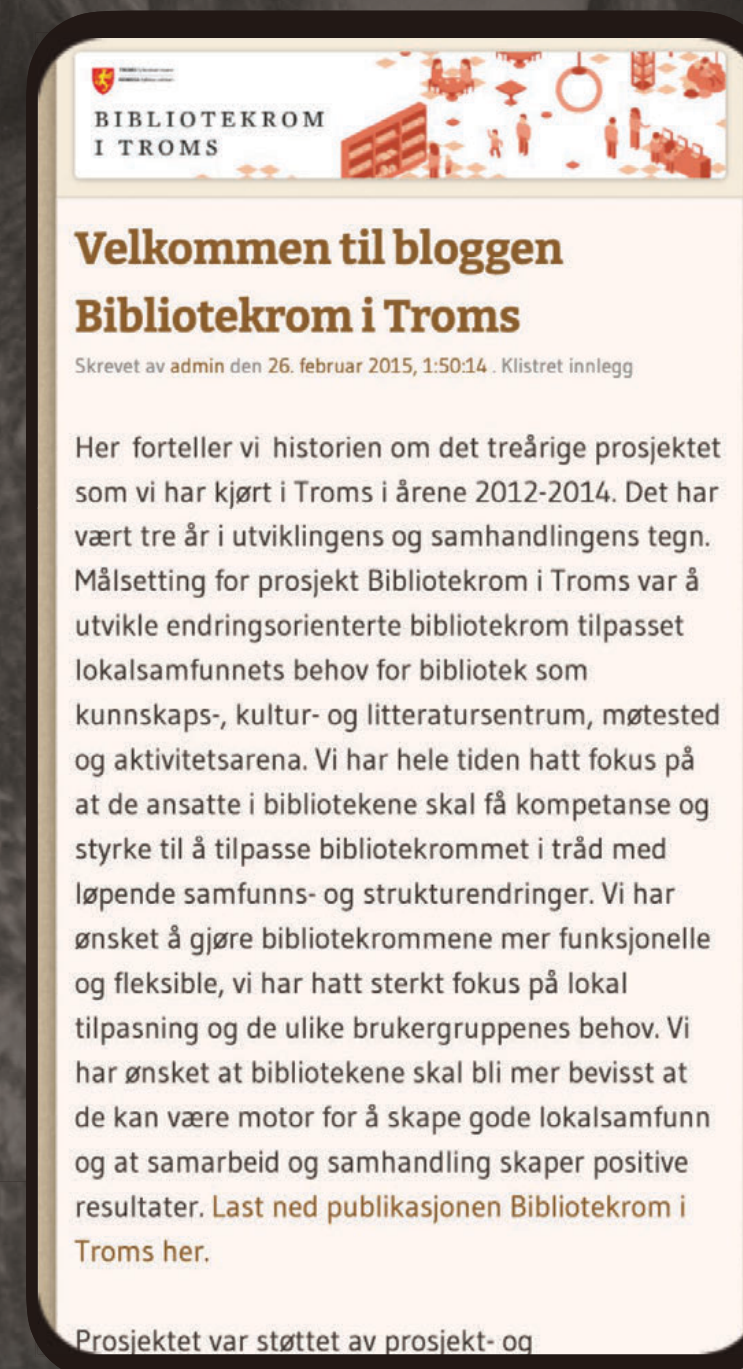 BIBLIOTEKROM
I TROMS
Velkommen til bloggen
Bibliotekrom i Troms
Skrevet av admin den 26. februar 2015, 1:50:14 . Klistret innlegg
Her forteller vi historien om det treårige prosjektet
som vi har kjørt i Troms i årene 2012-2014. Det har
vært tre år i utviklingens og samhandlingens tegn.
Målsetting for prosjekt Bibliotekrom i Troms var å
utvikle endringsorienterte bibliotekrom tilpasset
lokalsamfunnets behov for bibliotek som
kunnskaps-, kultur- og litteratursentrum, møtested
og aktivitetsarena. Vi har hele tiden hatt fokus på
at de ansatte i bibliotekene skal få kompetanse og
styrke til å tilpasse bibliotekrommet i tråd med
løpende samfunns- og strukturendringer. Vi har
ønsket å gjøre bibliotekrommene mer funksjonelle
og fleksible, vi har hatt sterkt fokus på lokal
tilpasning og de ulike brukergruppenes behov. Vi
har ønsket at bibliotekene skal bli mer bevisst at
de kan være motor for å skape gode lokalsamfunn
og at samarbeid og samhandling skaper positive
resultater. Last ned publikasjonen Bibliotekrom i
Troms her.
Prosjektet var støttet av prosjekt- og